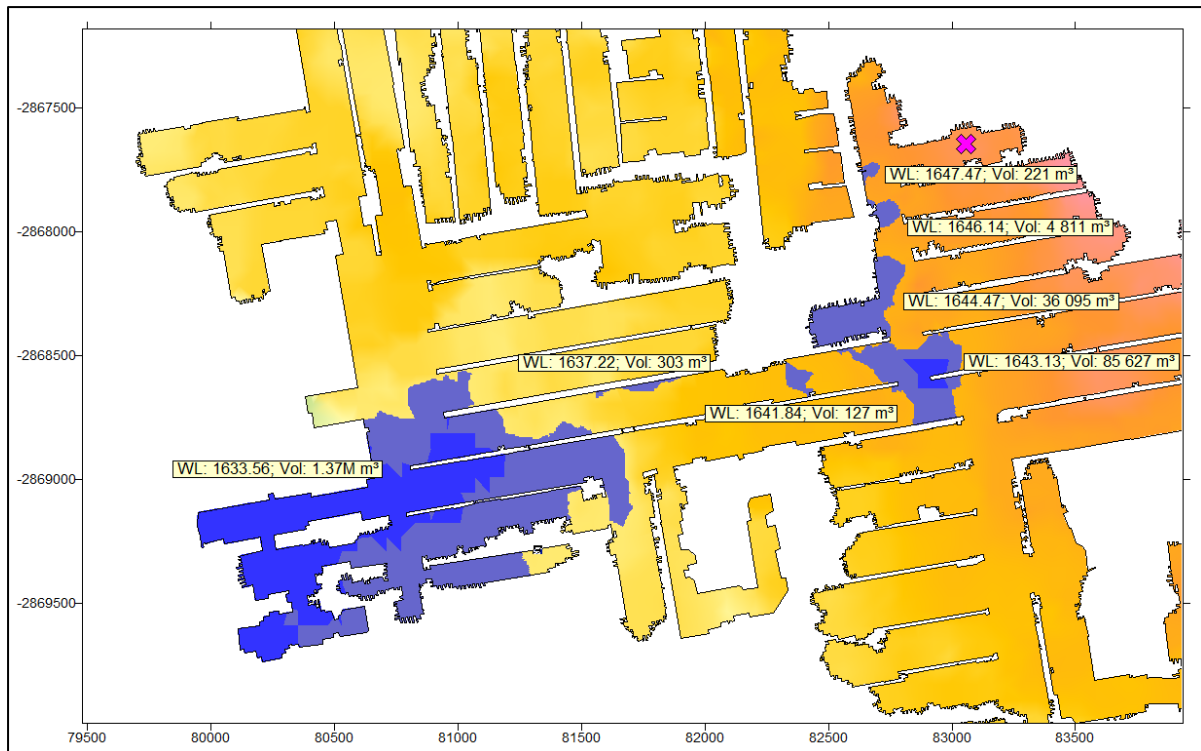 -2867500
WL: 1647.47; Vol: 221 m³
-2868000
WL: 1646.14; Vol: 4 811 m³
WL: 1644.47; Vol: 36 095 m³
-2868500
WL: 1637.22; Vol: 303 m³
WL: 1643.13; Vol: 85 627 m³
WL: 1641.84; Vol: 127 m³
WL: 1633.56; Vol: 1.37M m³
-2869000
-2869500
79500 80000 80500 81000 81500 82000 82500 83000 83500